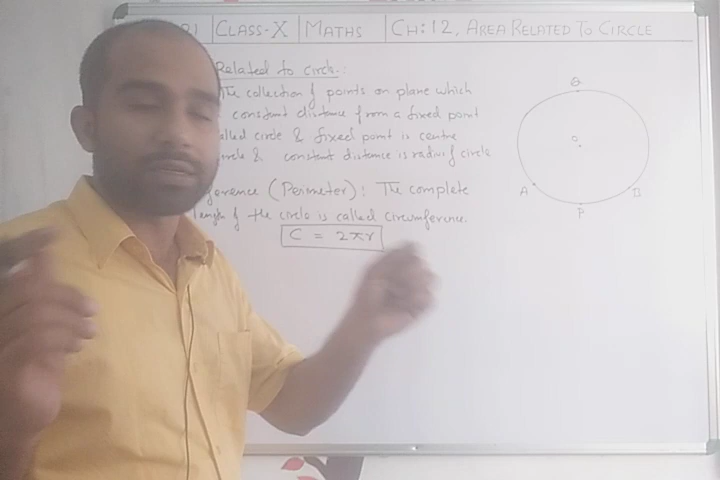 CLASS-X MATHS CH:12, AREA RELATED TO CIRCLE
Related to circle:
The collection of points on plane which
constant distance from a fixed point
alled circle & fixed point is centre
ircle & constant distance is radius of circle
ference (Perimeter): The complete
length of the circle is called circumference.
C = 2πr
O
A
B
P